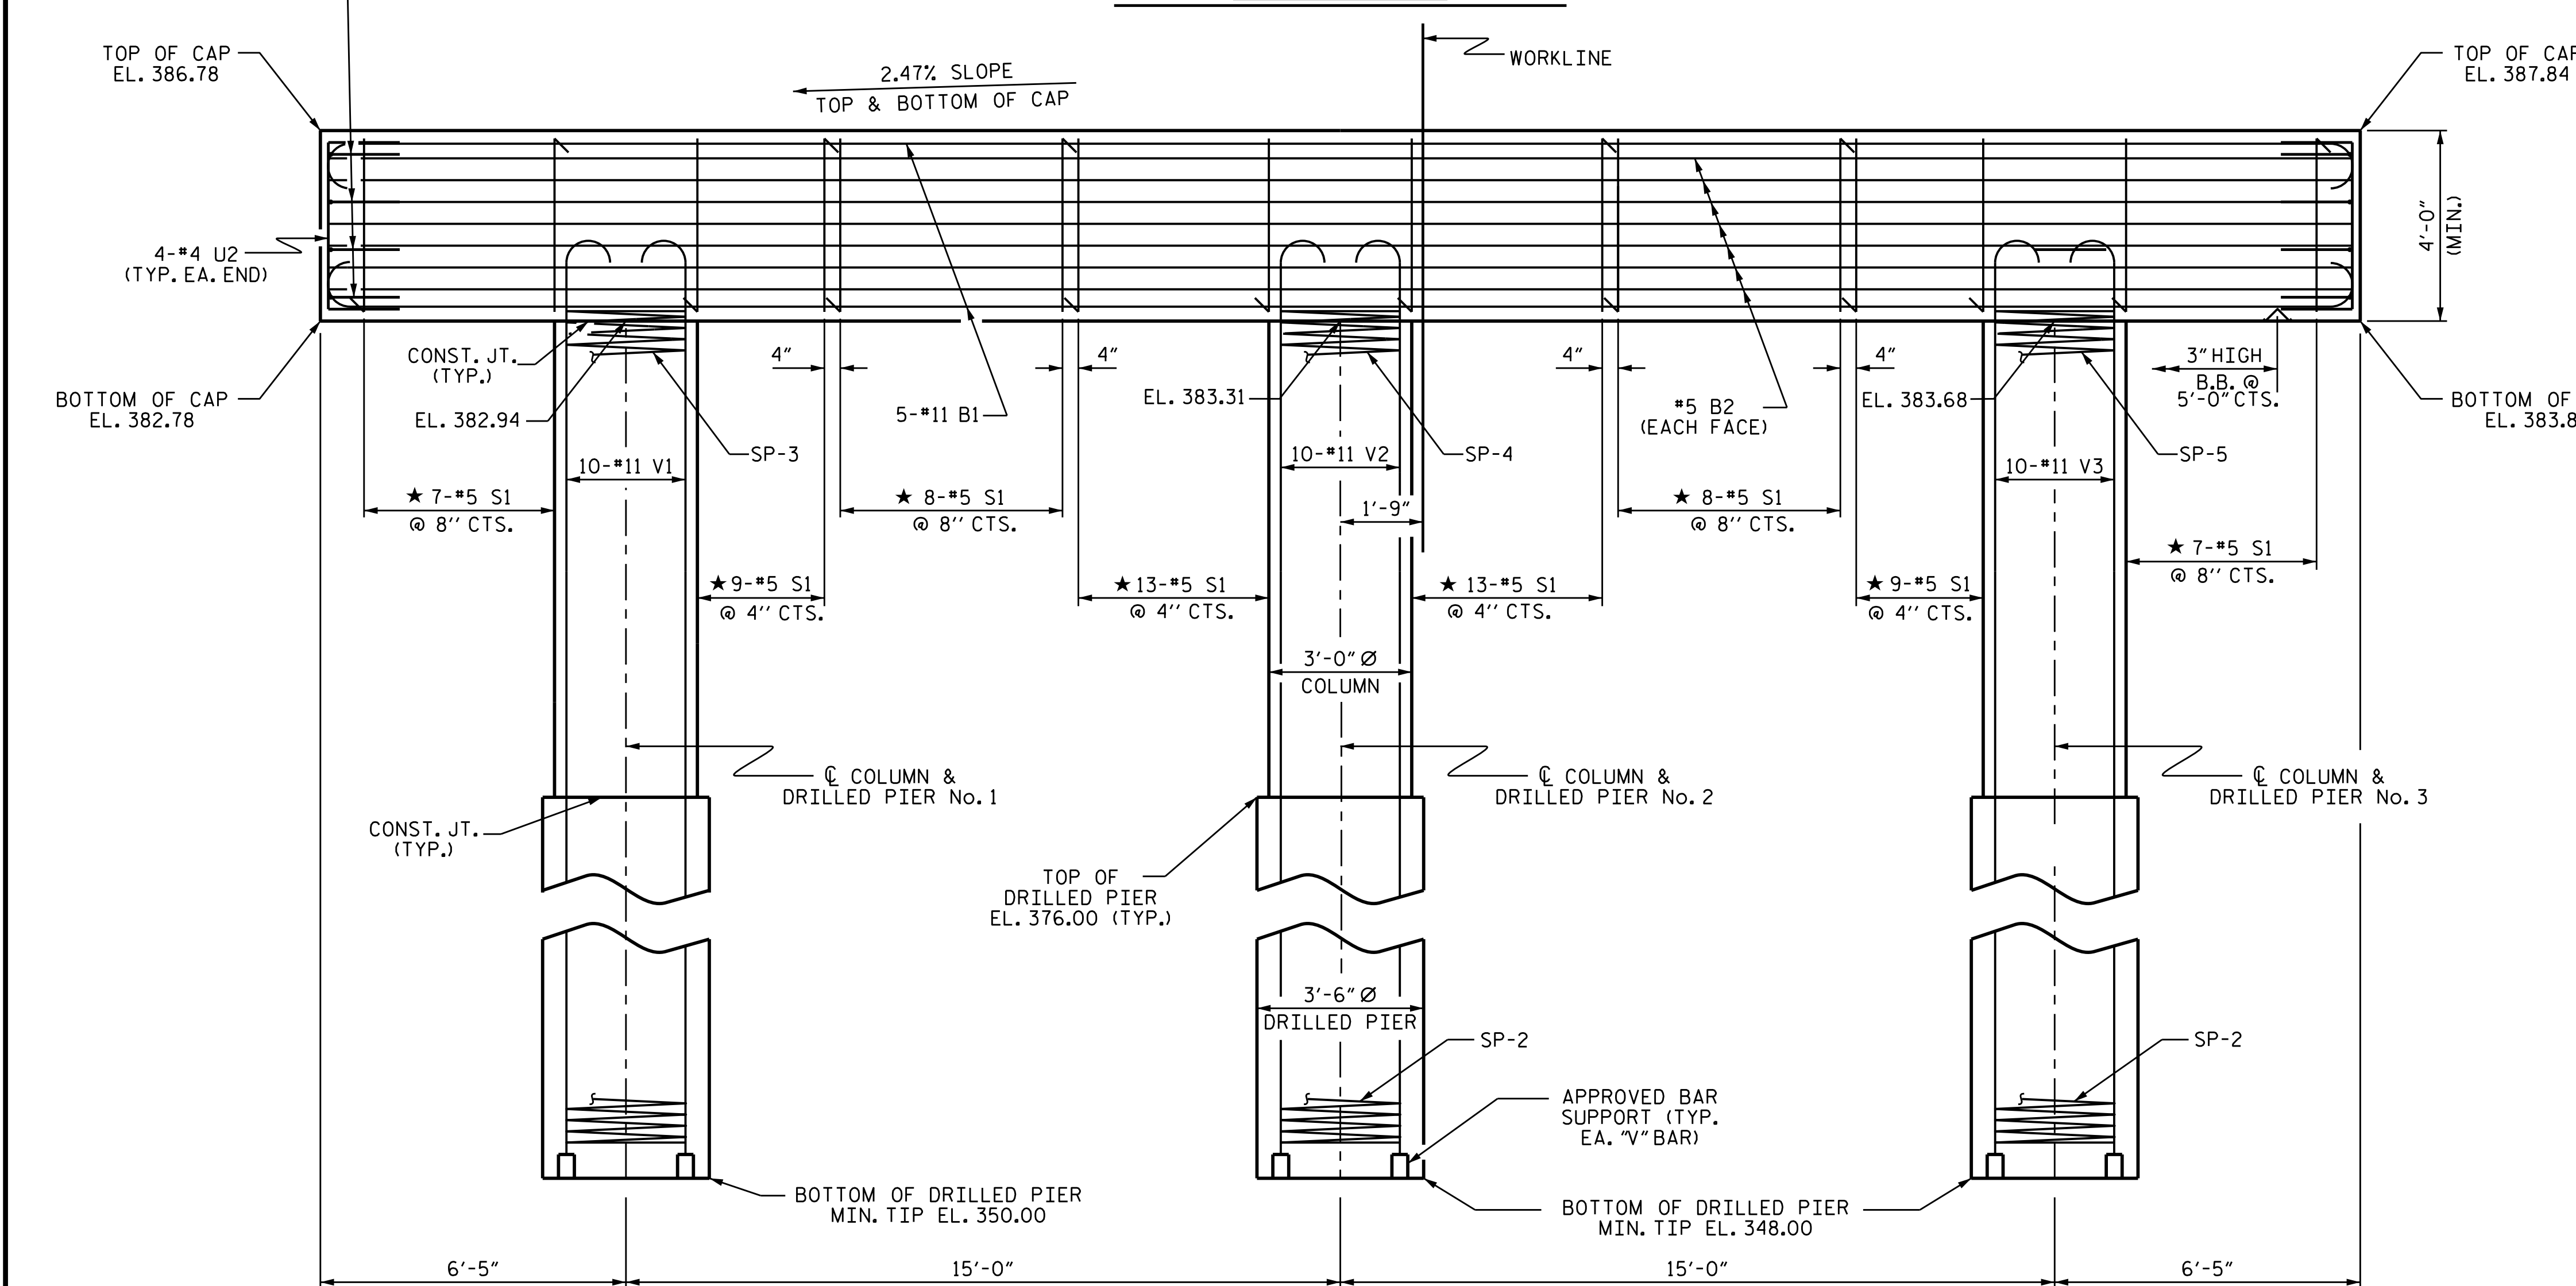 WORKLINE
TOP OF CAP
EL. 386.78
2.47% SLOPE
TOP & BOTTOM OF CAP
TOP OF CAP
EL. 387.84
4-#4 U2
(TYP. EA. END)
4'-0"
(MIN.)
CONST. JT.
(TYP.)
4"
4"
4"
4"
3" HIGH
B.B. @
5'-0" CTS.
BOTTOM OF CAP
EL. 382.78
EL. 382.94
5-#11 B1
EL. 383.31
#5 B2
(EACH FACE)
EL. 383.68
BOTTOM OF
EL. 383.8
SP-3
SP-4
SP-5
10-#11 V1
10-#11 V2
10-#11 V3
★ 7-#5 S1
@ 8'' CTS.
★ 8-#5 S1
@ 8'' CTS.
1'-9"
★ 8-#5 S1
@ 8'' CTS.
★ 7-#5 S1
@ 8'' CTS.
★ 9-#5 S1
@ 4'' CTS.
★ 13-#5 S1
@ 4'' CTS.
★ 13-#5 S1
@ 4'' CTS.
★ 9-#5 S1
@ 4'' CTS.
3'-0" Ø
COLUMN
℄ COLUMN &
DRILLED PIER No. 1
℄ COLUMN &
DRILLED PIER No. 2
℄ COLUMN &
DRILLED PIER No. 3
CONST. JT.
(TYP.)
TOP OF
DRILLED PIER
EL. 376.00 (TYP.)
3'-6" Ø
DRILLED PIER
SP-2
SP-2
APPROVED BAR
SUPPORT (TYP.
EA. "V" BAR)
BOTTOM OF DRILLED PIER
MIN. TIP EL. 350.00
BOTTOM OF DRILLED PIER
MIN. TIP EL. 348.00
6'-5"
15'-0"
15'-0"
6'-5"